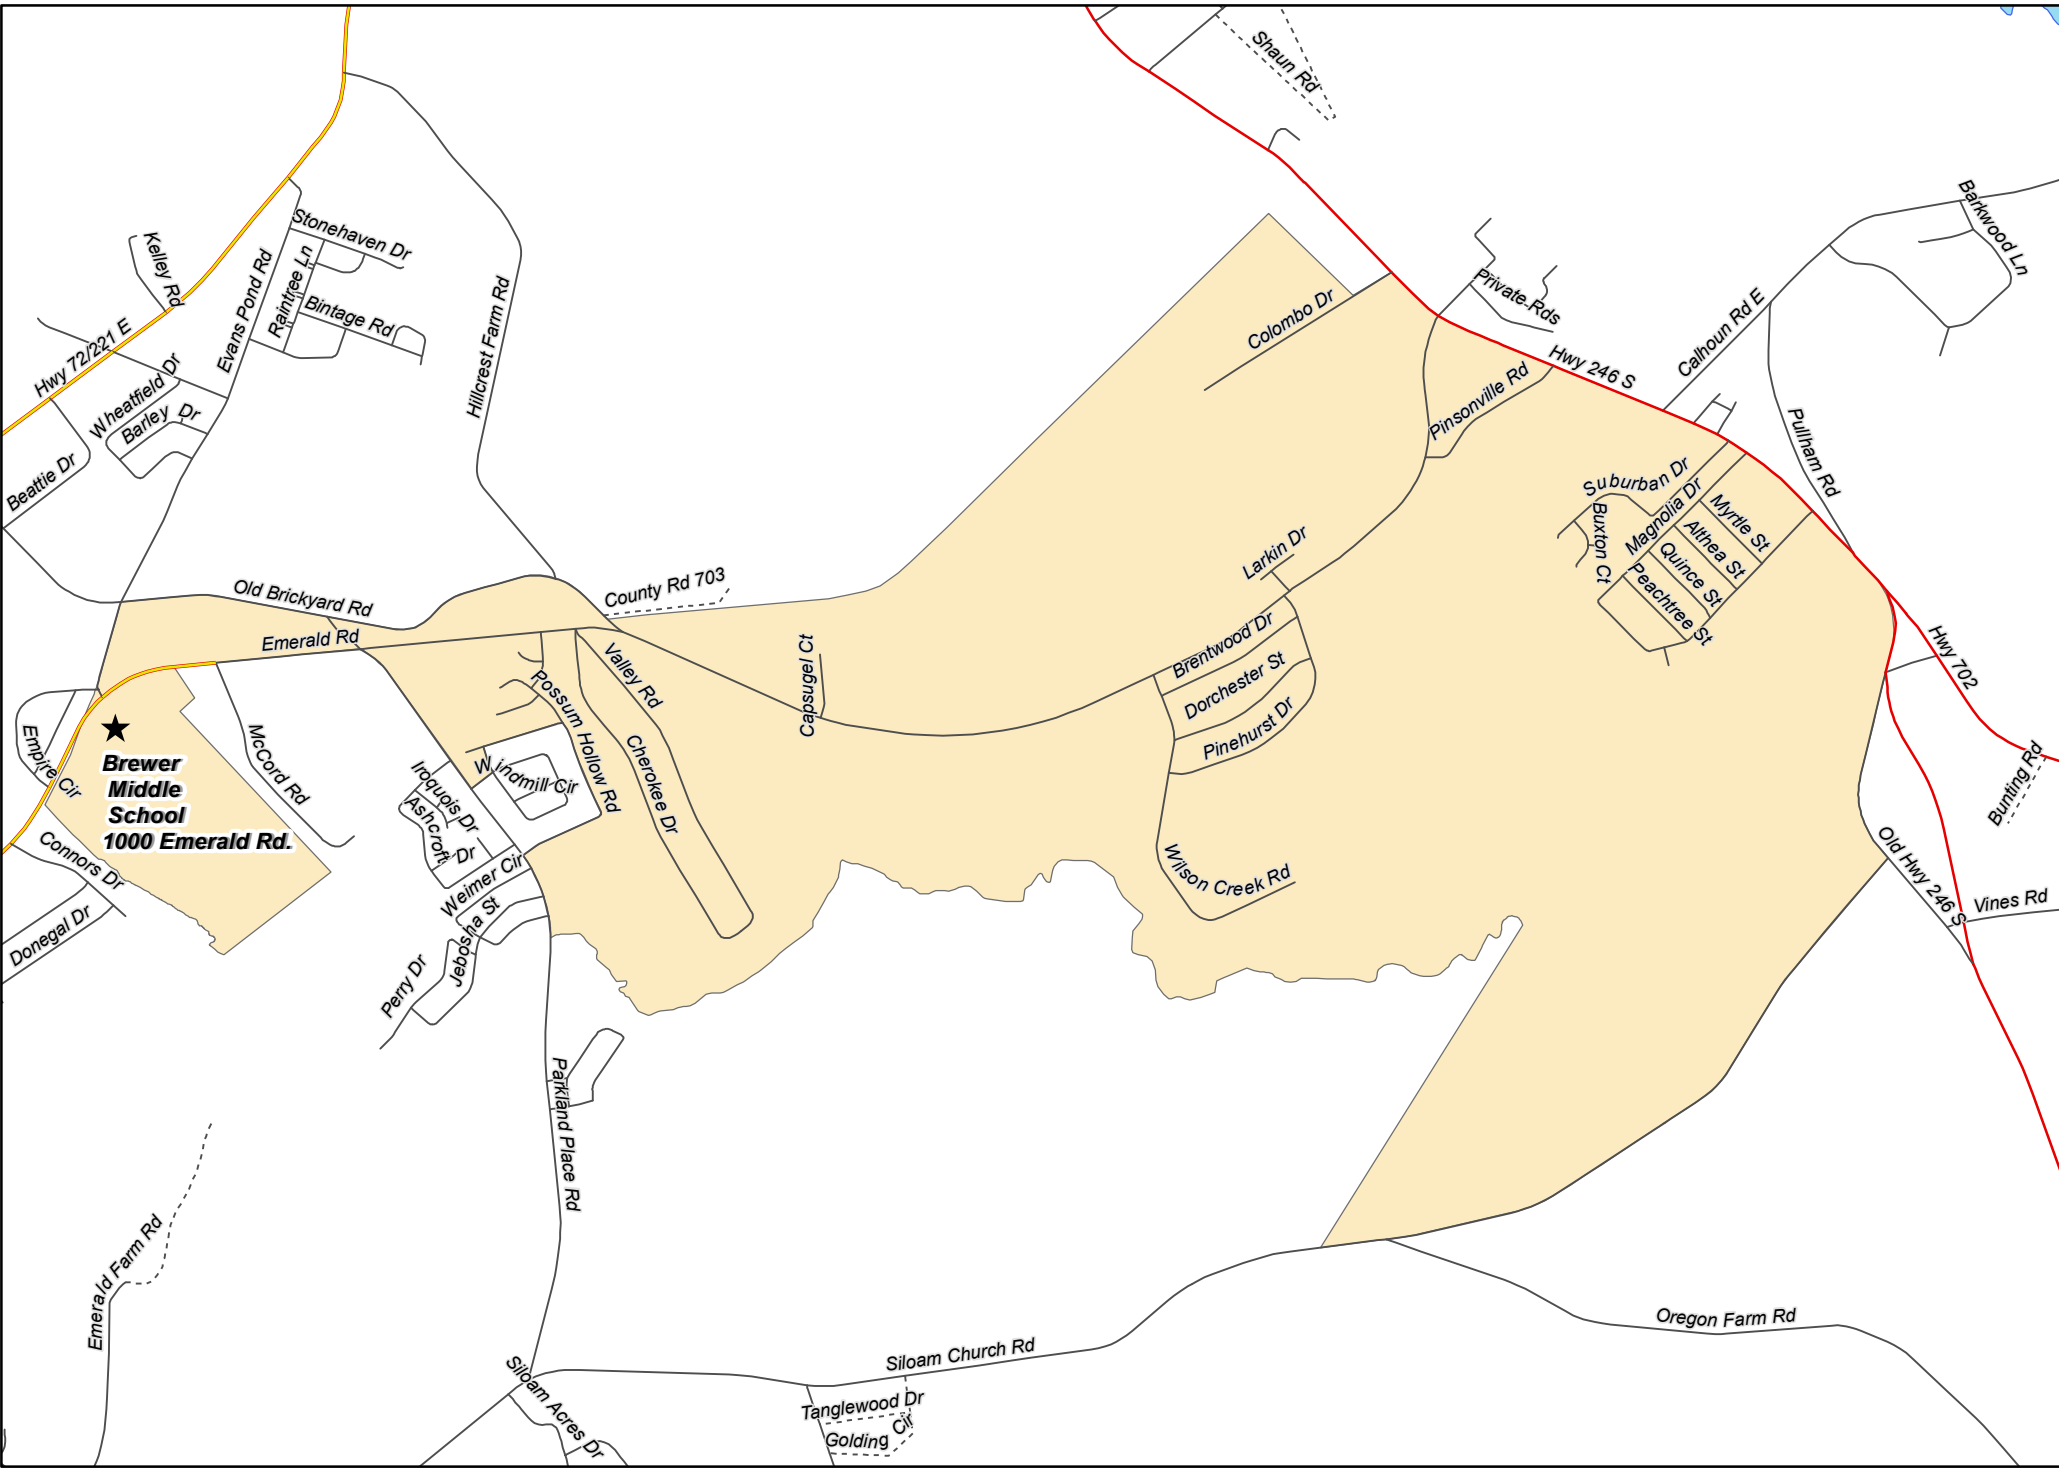 Shaun Rd
Barkwood Ln
Stonehaven Dr
Kelley Rd
Evans Pond Rd
Raintree Ln
Bintage Rd
Hillcrest Farm Rd
Hwy 72/221 E
Wheatfield Dr
Barley Dr
Beattie Dr
Colombo Dr
Private Rds
Hwy 246 S
Calhoun Rd E
Pinsonville Rd
Pullham Rd
Suburban Dr
Magnolia Dr
Buxton Ct
Myrtle St
Althea St
Quince St
Peachtree St
Larkin Dr
County Rd 703
Old Brickyard Rd
Emerald Rd
Brentwood Dr
Dorchester St
Pinehurst Dr
Capsugel Ct
Valley Rd
Possum Hollow Rd
Cherokee Dr
Windmill Cir
McCord Rd
Empire Cir
Brewer
Middle
School
1000 Emerald Rd.
Hwy 702
Bunting Rd
Iroquois Dr
Ashcroft Dr
Weimer Cir
Jebosha St
Perry Dr
Connors Dr
Donegal Dr
Wilson Creek Rd
Old Hwy 246 S
Vines Rd
Parkland Place Rd
Emerald Farm Rd
Oregon Farm Rd
Siloam Church Rd
Siloam Acres Dr
Tanglewood Dr
Golding Cir